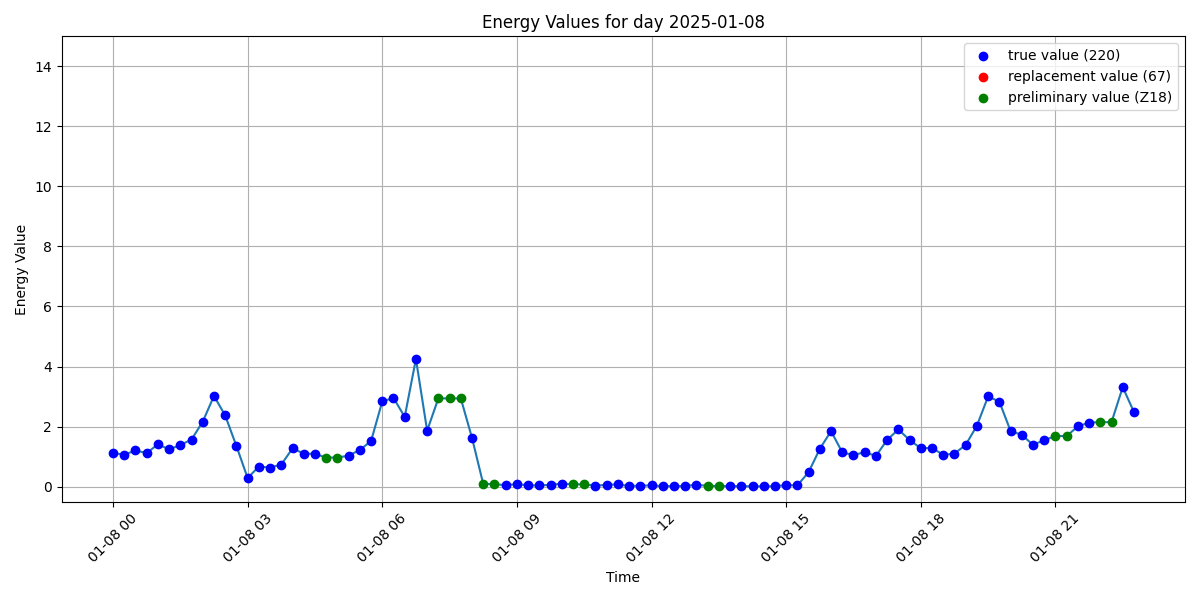 Energy Values for day 2025-01-08
true value (220)
replacement value (67)
preliminary value (Z18)
Energy Value
14
12
10
8
6
4
2
0
01-08 00
01-08 03
01-08 06
01-08 09
01-08 12
01-08 15
01-08 18
01-08 21
Time